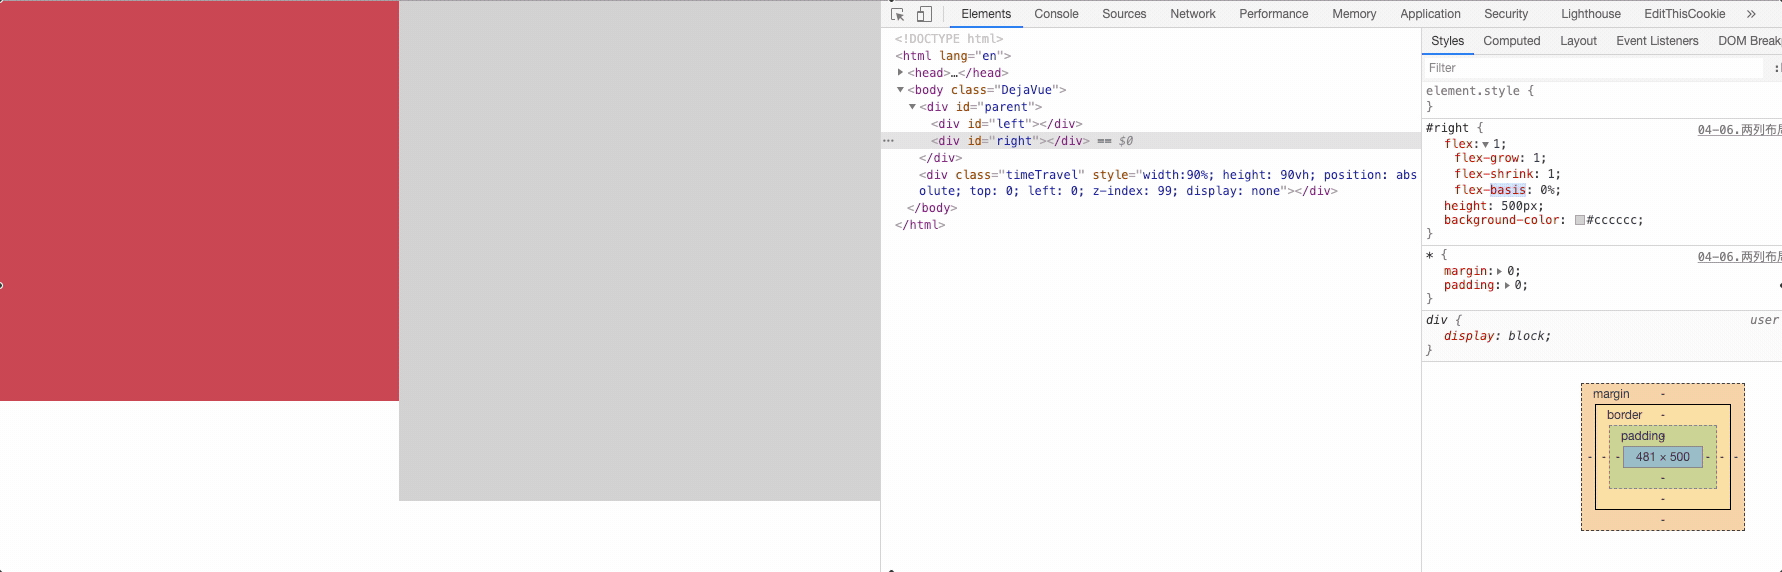 Elements Console Sources Network Performance Memory Application Security Lighthouse EditThisCookie »
<!DOCTYPE html>
<html lang="en">
<head>…</head>
<body class="DejaVue">
<div id="parent">
<div id="left"></div>
<div id="right"></div> == $0
</div>
<div class="timeTravel" style="width:90%; height: 90vh; position: abs
olute; top: 0; left: 0; z-index: 99; display: none"></div>
</body>
</html>
Styles Computed Layout Event Listeners DOM Break
Filter
element.style {
}
#right { 04-06.两列布局
flex: 1;
flex-grow: 1;
flex-shrink: 1;
flex-basis: 0%;
height: 500px;
background-color: #cccccc;
}
* { 04-06.两列布局
margin: 0;
padding: 0;
}
div { user
display: block;
}
margin -
border -
padding
- - - 481 × 500 - - -
-
-
-